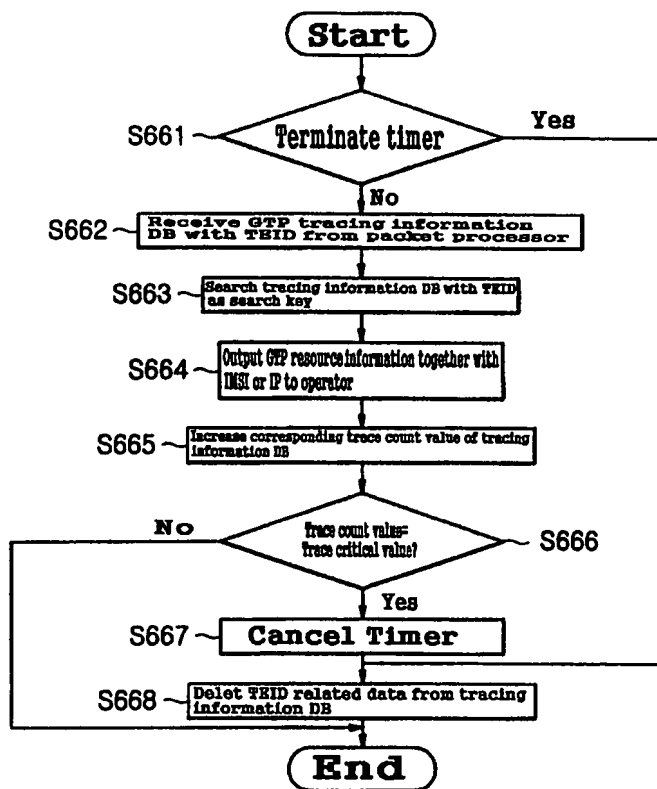 Start
S661
Terminate timer
Yes
No
S662
Receive GTP tracing information
DB with TEID from packet processor
S663
Search tracing information DB with TEID
as search key
S664
Output GTP resource information together with
IMSI or IP to operator
S665
Increase corresponding trace count value of tracing
information DB
No
Trace count value=
Trace critical value?
S666
Yes
S667
Cancel Timer
S668
Delet TEID related data from tracing
information DB
End